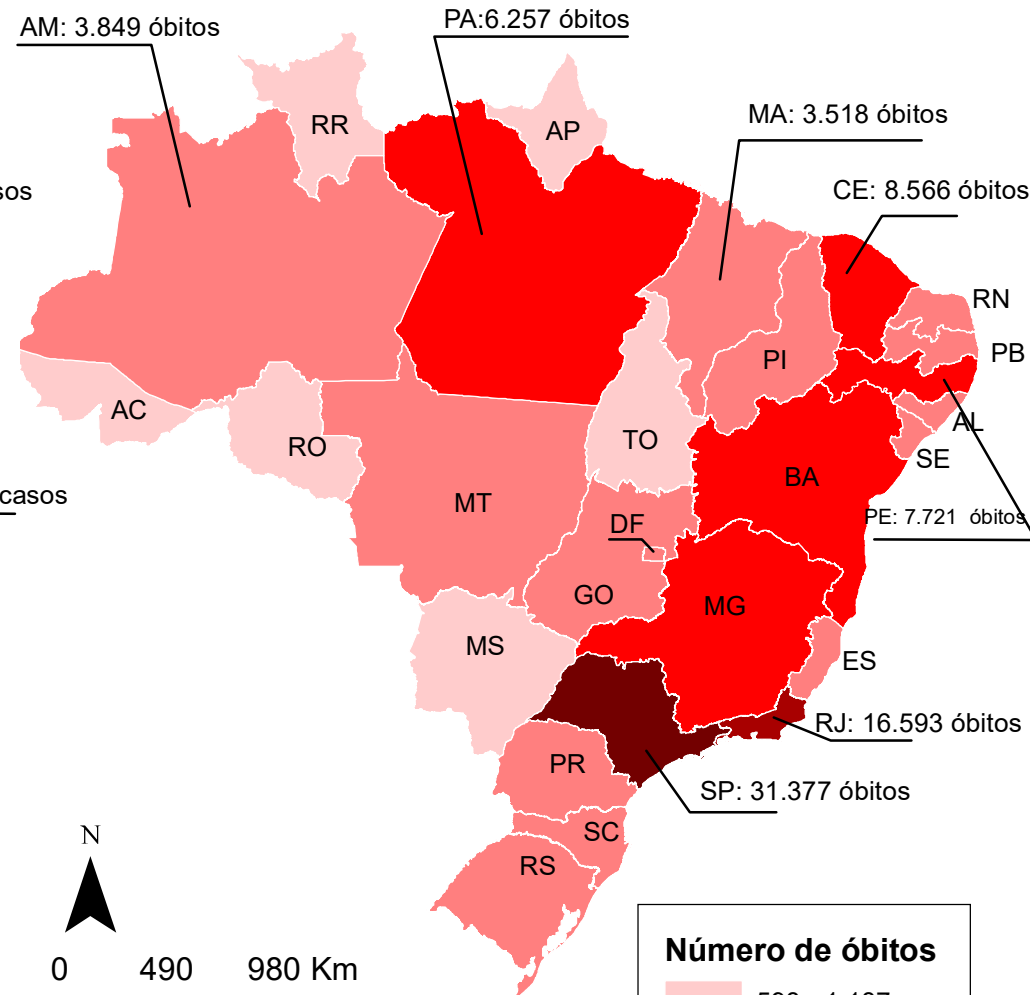 AM: 3.849 óbitos
PA:6.257 óbitos
RR
AP
MA: 3.518 óbitos
CE: 8.566 óbitos
RN
PB
PI
AC
RO
TO
AL
SE
BA
casos
MT
PE: 7.721 óbitos
DF
GO
MG
MS
ES
RJ: 16.593 óbitos
PR
SP: 31.377 óbitos
SC
RS
N
0 490 980 Km
Número de óbitos